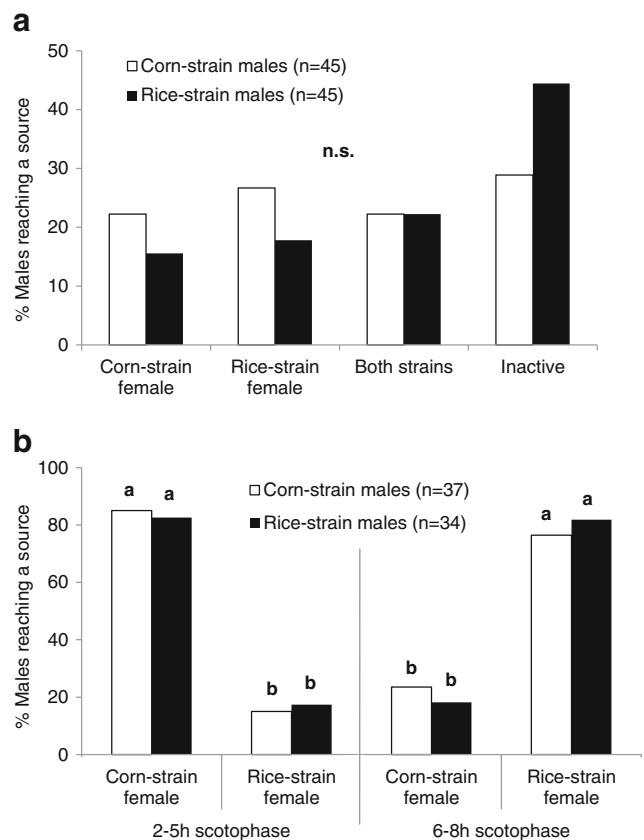 a
% Males reaching a source
50
40
30
20
10
0
Corn-strain males (n=45)
Rice-strain males (n=45)
n.s.
Corn-strain female
Rice-strain female
Both strains
Inactive
b
% Males reaching a source
100
80
60
40
20
0
Corn-strain males (n=37)
Rice-strain males (n=34)
a a
b b
b b
a a
Corn-strain female
Rice-strain female
Corn-strain female
Rice-strain female
2-5h scotophase
6-8h scotophase